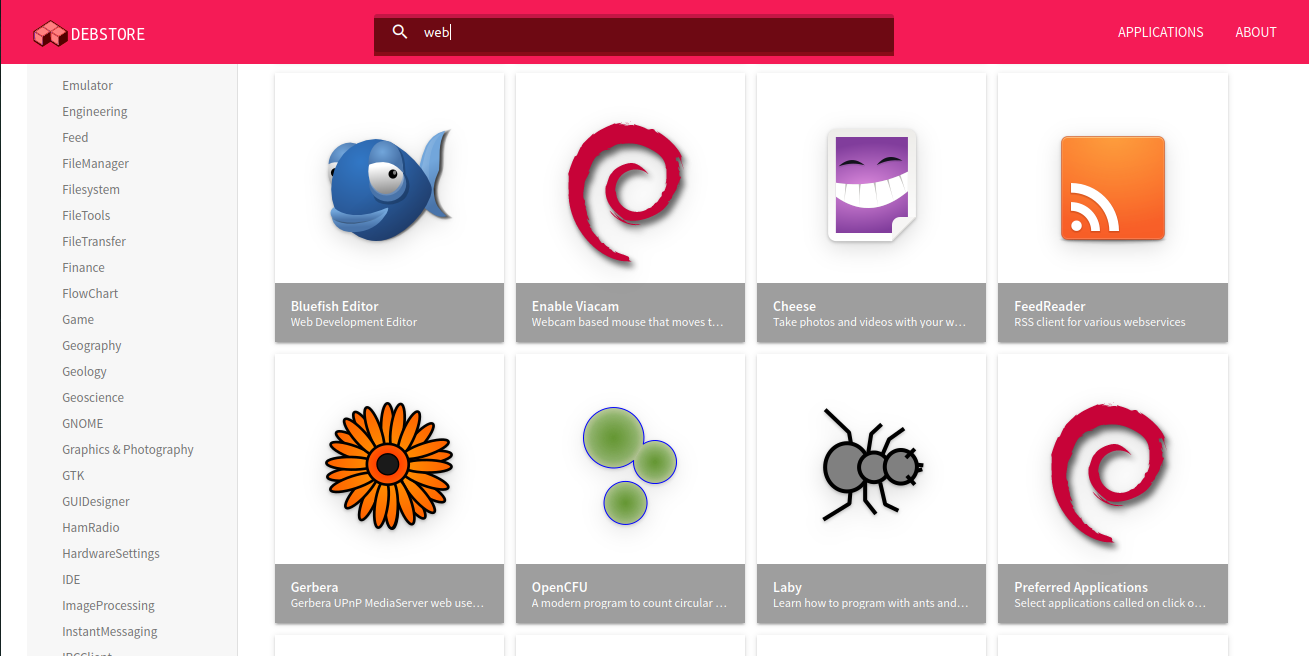 DEBSTORE
web
APPLICATIONS
ABOUT
Emulator
Engineering
Feed
FileManager
Filesystem
FileTools
FileTransfer
Finance
FlowChart
Game
Geography
Geology
Geoscience
GNOME
Graphics & Photography
GTK
GUIDesigner
HamRadio
HardwareSettings
IDE
ImageProcessing
InstantMessaging
IRCClient
Bluefish Editor
Web Development Editor
Enable Viacam
Webcam based mouse that moves t…
Cheese
Take photos and videos with your w…
FeedReader
RSS client for various webservices
Gerbera
Gerbera UPnP MediaServer web use…
OpenCFU
A modern program to count circular …
Laby
Learn how to program with ants and…
Preferred Applications
Select applications called on click o…